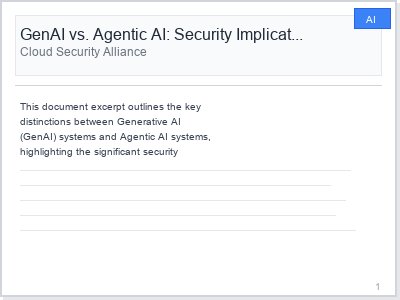 AI
GenAI vs. Agentic AI: Security Implicat...
Cloud Security Alliance
This document excerpt outlines the key
distinctions between Generative AI
(GenAI) systems and Agentic AI systems,
highlighting the significant security
1